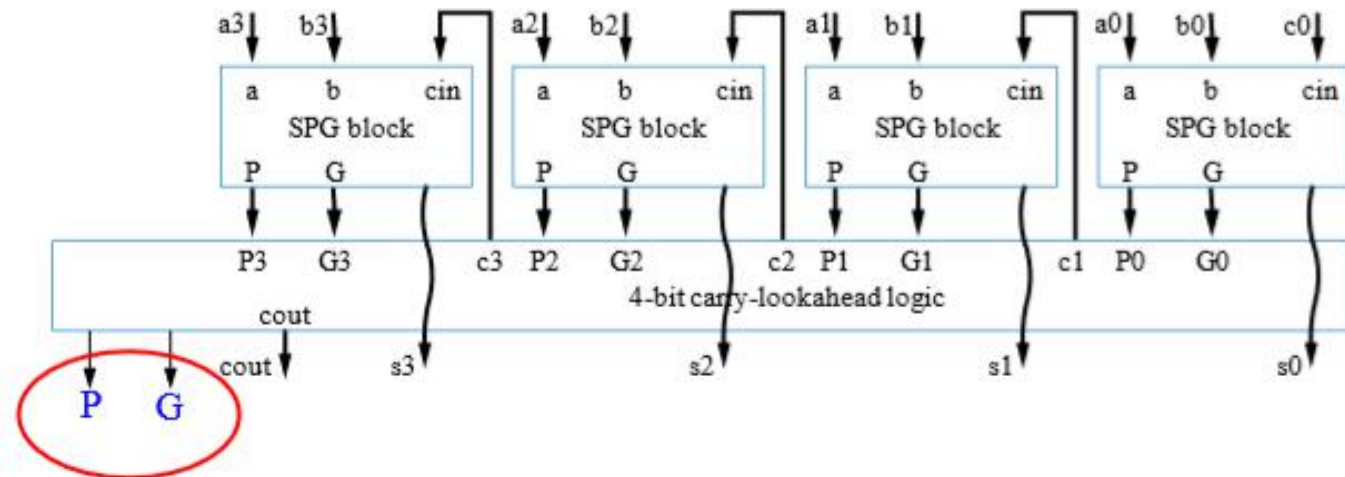 a3 b3 a2 b2 a1 b1 a0 b0 c0
a b cin a b cin a b cin a b cin
SPG block SPG block SPG block SPG block
P G P G P G P G
P3 G3 c3 P2 G2 c2 P1 G1 c1 P0 G0
4-bit carry-lookahead logic
cout
cout s3 s2 s1 s0
P G